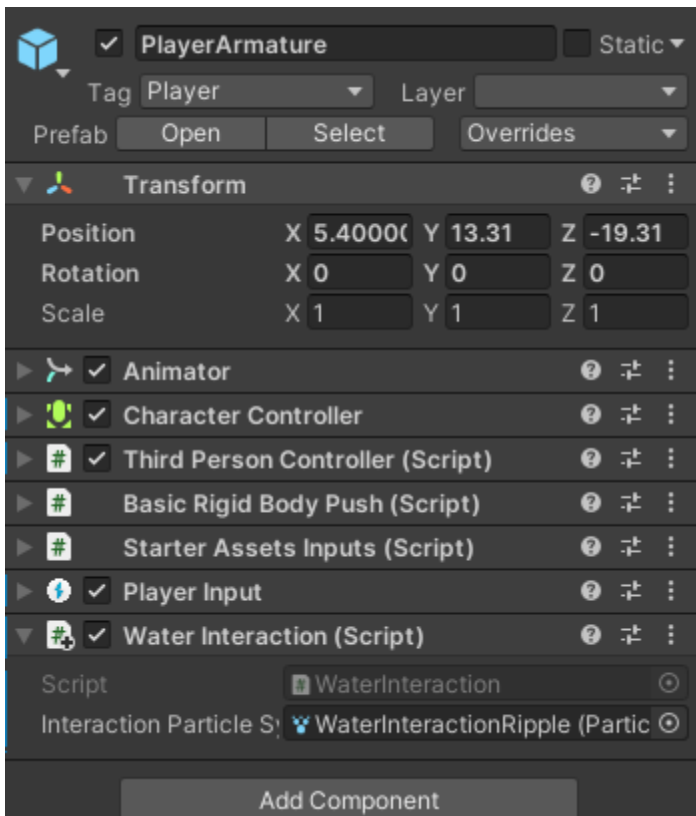 PlayerArmature Static
Tag Player Layer
Prefab Open Select Overrides
Transform
Position X 5.40000 Y 13.31 Z -19.31
Rotation X 0 Y 0 Z 0
Scale X 1 Y 1 Z 1
Animator
Character Controller
# Third Person Controller (Script)
# Basic Rigid Body Push (Script)
# Starter Assets Inputs (Script)
Player Input
# Water Interaction (Script)
Script # WaterInteraction
Interaction Particle Sy WaterInteractionRipple (Partic
Add Component